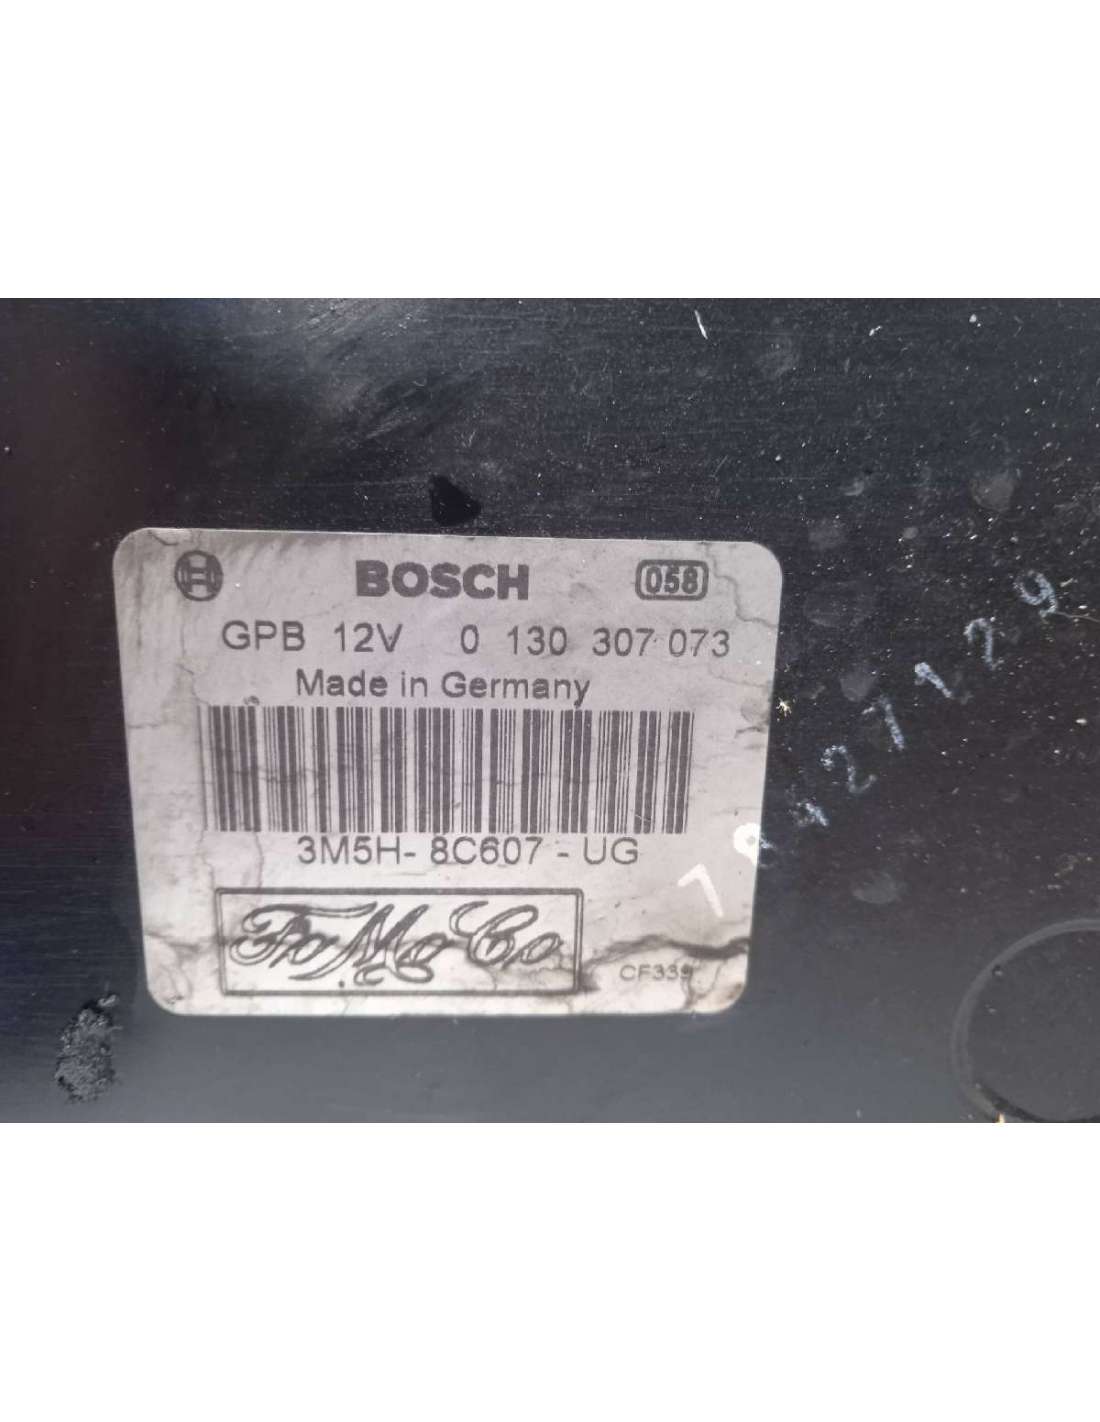 BOSCH 058
GPB 12V 0 130 307 073
Made in Germany
3M5H- 8C607 - UG
FoMoCo
CF339